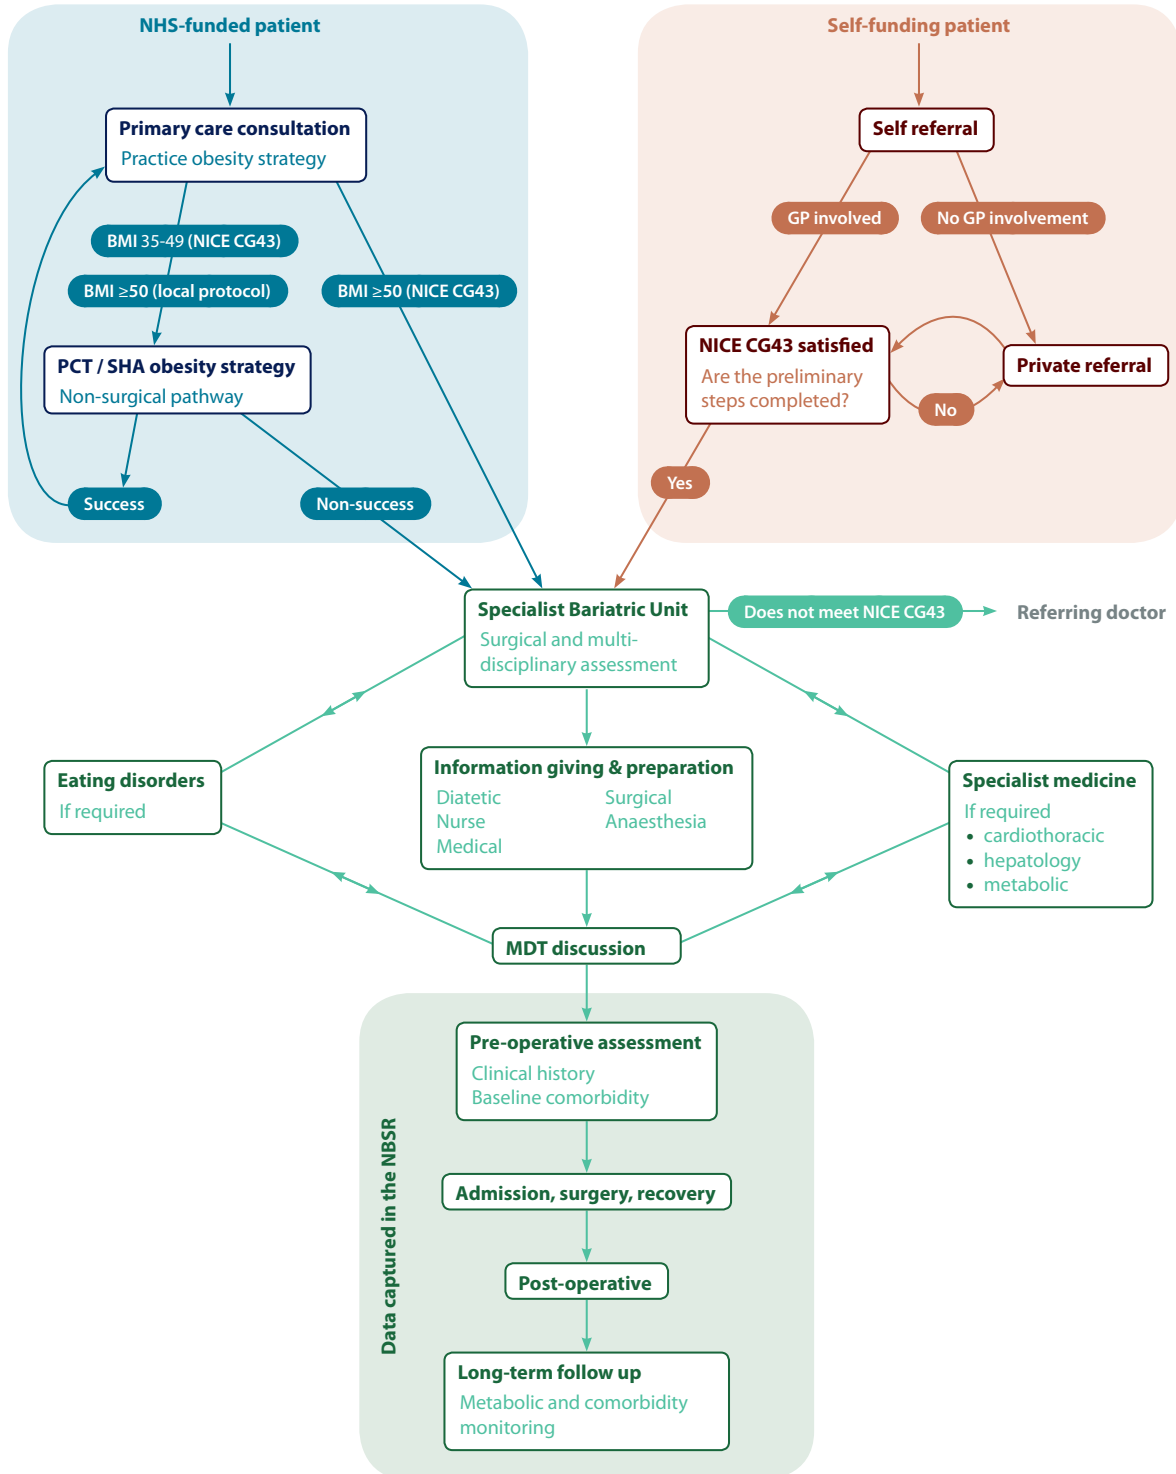 NHS-funded patient
Primary care consultation
Practice obesity strategy
BMI 35-49 (NICE CG43)
BMI ≥50 (local protocol)
BMI ≥50 (NICE CG43)
PCT / SHA obesity strategy
Non-surgical pathway
Success
Non-success
Self-funding patient
Self referral
GP involved
No GP involvement
NICE CG43 satisfied
Are the preliminary
steps completed?
Private referral
No
Yes
Specialist Bariatric Unit
Surgical and multi-
disciplinary assessment
Does not meet NICE CG43
Referring doctor
Eating disorders
If required
Information giving & preparation
Diatetic
Nurse
Medical
Surgical
Anaesthesia
Specialist medicine
If required
• cardiothoracic
• hepatology
• metabolic
MDT discussion
Data captured in the NBSR
Pre-operative assessment
Clinical history
Baseline comorbidity
Admission, surgery, recovery
Post-operative
Long-term follow up
Metabolic and comorbidity
monitoring